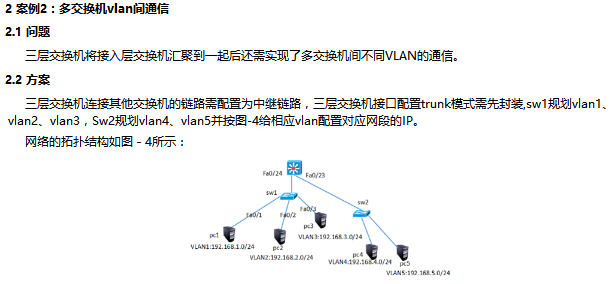 2 案例2：多交换机vlan间通信
2.1 问题
三层交换机将接入层交换机汇聚到一起后还需实现了多交换机间不同VLAN的通信。
2.2 方案
三层交换机连接其他交换机的链路需配置为中继链路，三层交换机接口配置trunk模式需先封装,sw1规划vlan1、
vlan2、vlan3，Sw2规划vlan4、vlan5并按图-4给相应vlan配置对应网段的IP。
网络的拓扑结构如图－4所示：
Fa0/24
Fa0/23
sw1
sw2
Fa0/1
Fa0/2
Fa0/3
pc3
pc1
VLAN3:192.168.3.0/24
VLAN1:192.168.1.0/24
pc2
pc4
pc5
VLAN2:192.168.2.0/24
VLAN4:192.168.4.0/24
VLAN5:192.168.5.0/24